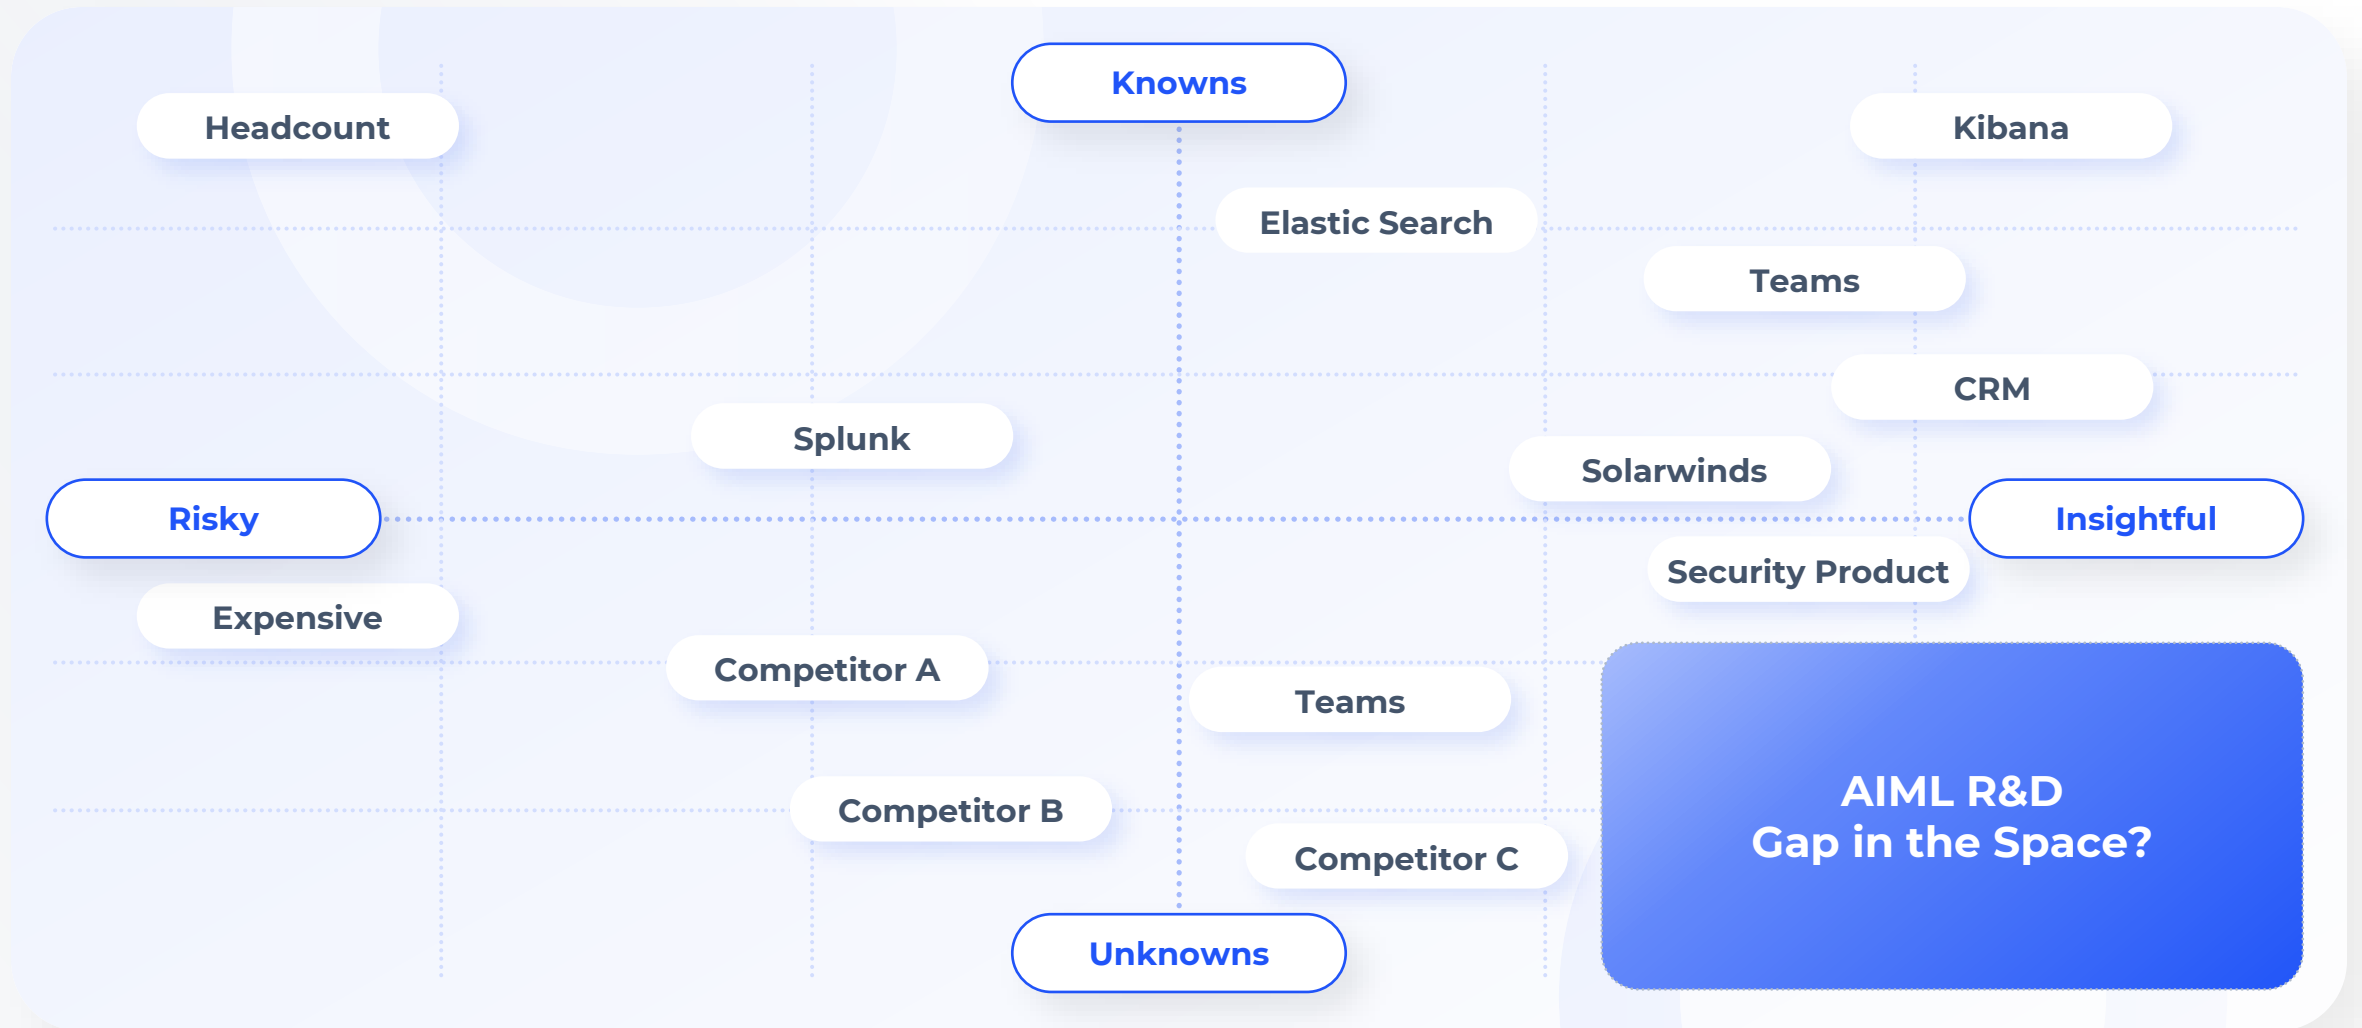 Knowns
Headcount
Kibana
Elastic Search
Teams
CRM
Splunk
Solarwinds
Risky
Insightful
Security Product
Expensive
Competitor A
Teams
AIML R&D
Gap in the Space?
Competitor B
Competitor C
Unknowns